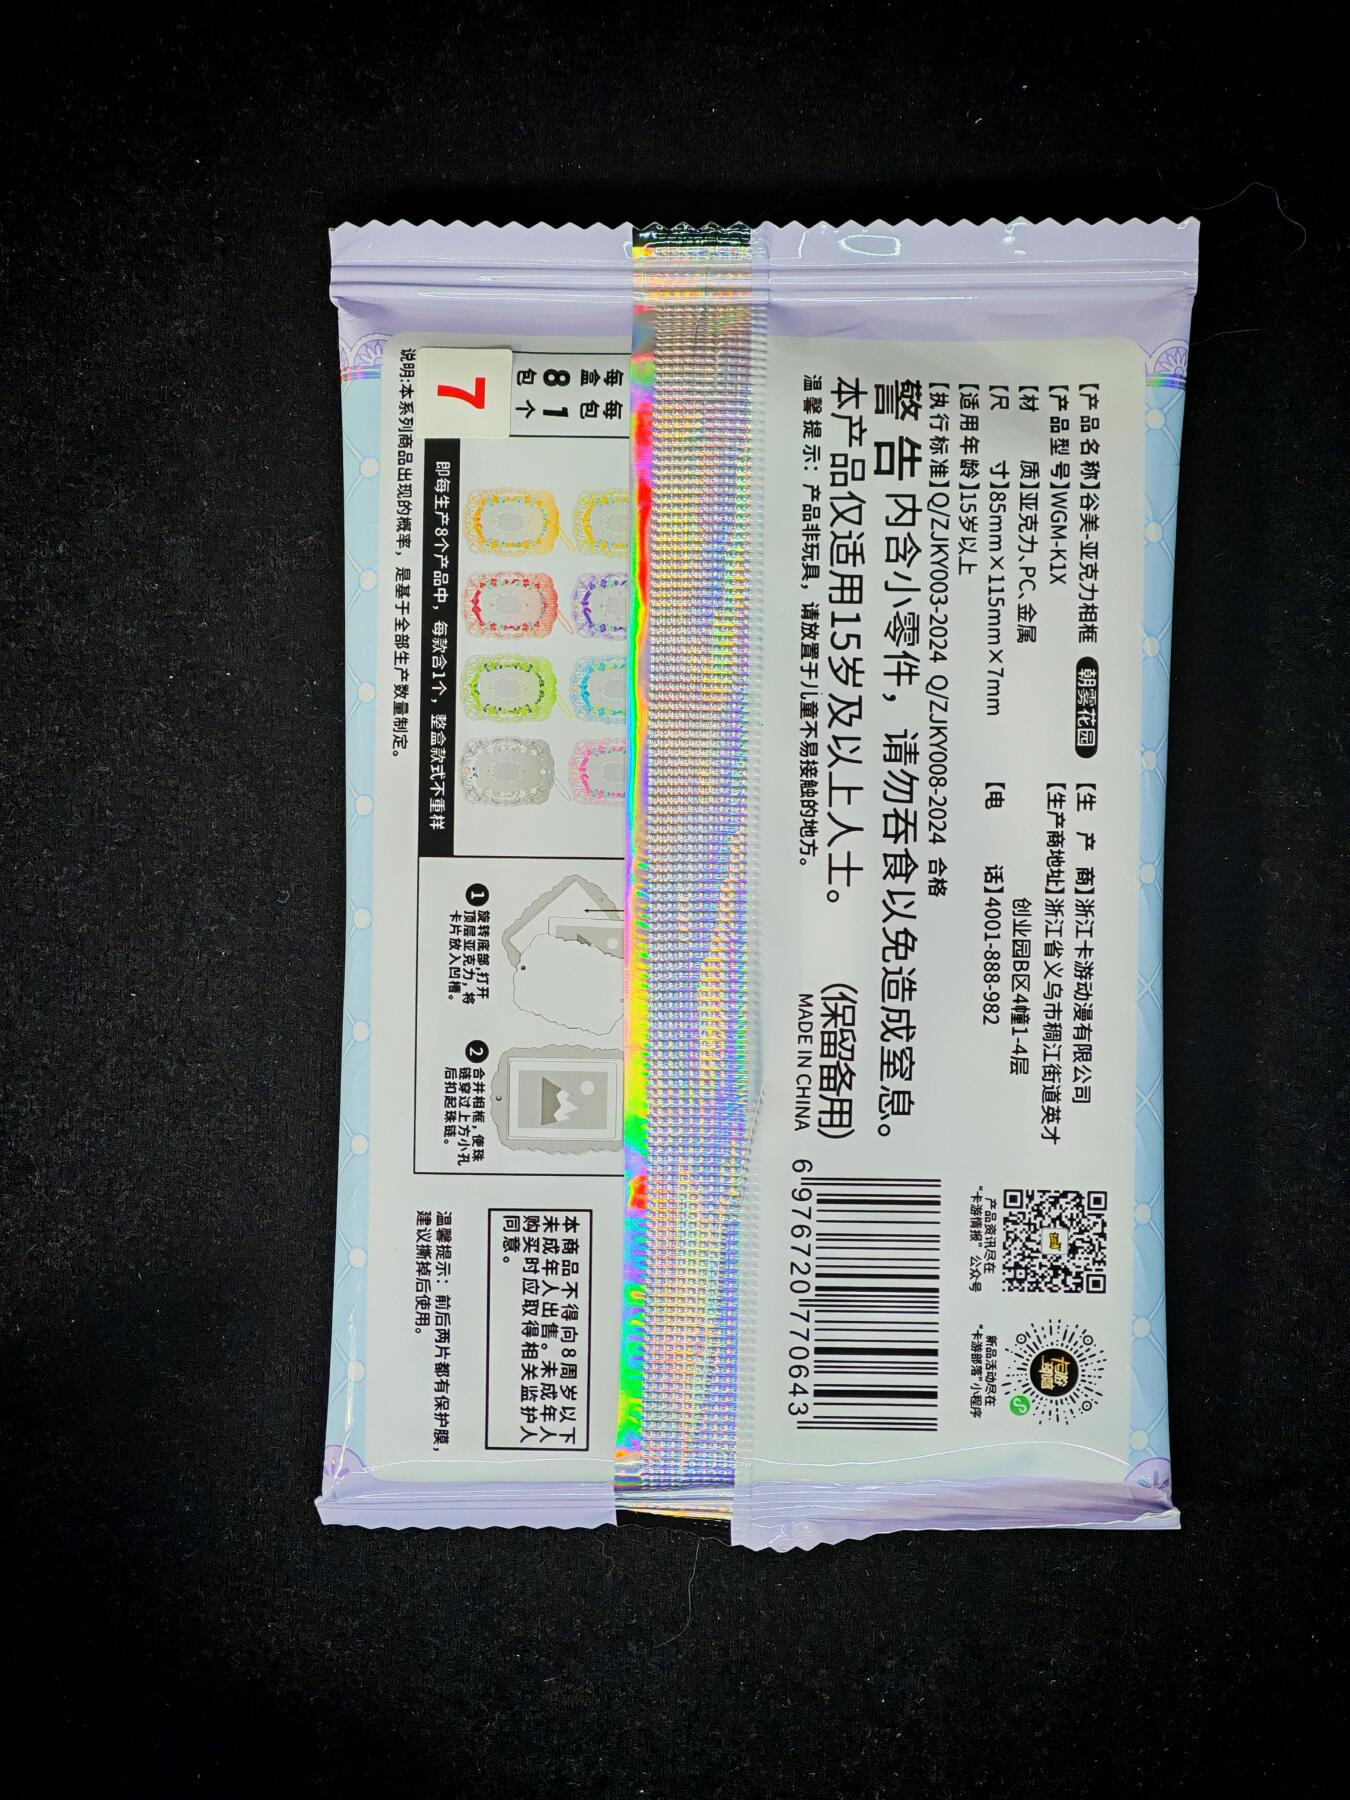 【产品名称】谷美-亚克力相框 朝雾花园
【产品型号】WGM-K1X
【材 质】亚克力、PC、金属
【尺 寸】85mm×115mm×7mm
【适用年龄】15岁以上
【执行标准】Q/ZJKY003-2024 Q/ZJKY008-2024 合格
【生 产 商】浙江卡游动漫有限公司
【生产商地址】浙江省义乌市稠江街道英才
创业园B区4幢1-4层
【电 话】4001-888-982
警告 内含小零件，请勿吞食以免造成窒息。
本产品仅适用15岁及以上人士。 (保留备用)
温馨提示：产品非玩具，请放置于儿童不易接触的地方。
MADE IN CHINA
产品资讯尽在
“卡游情报”公众号
卡游部落
新品活动尽在
“卡游部落”小程序
6 976720 770643
每盒 每包
8 1
包 个
7
即每生产8个产品中，每款含1个，整盒款式不重样
说明:本系列商品出现的概率，是基于全部生产数量制定。
1 旋转底部,打开
顶层亚克力，将
卡片放入凹槽。
2 合并相框，使珠
链穿过上方小孔
后扣起珠链。
本商品不得向8周岁以下
未成年人出售。未成年人
购买时应取得相关监护人
同意。
温馨提示：前后两片都有保护膜，
建议撕掉后使用。